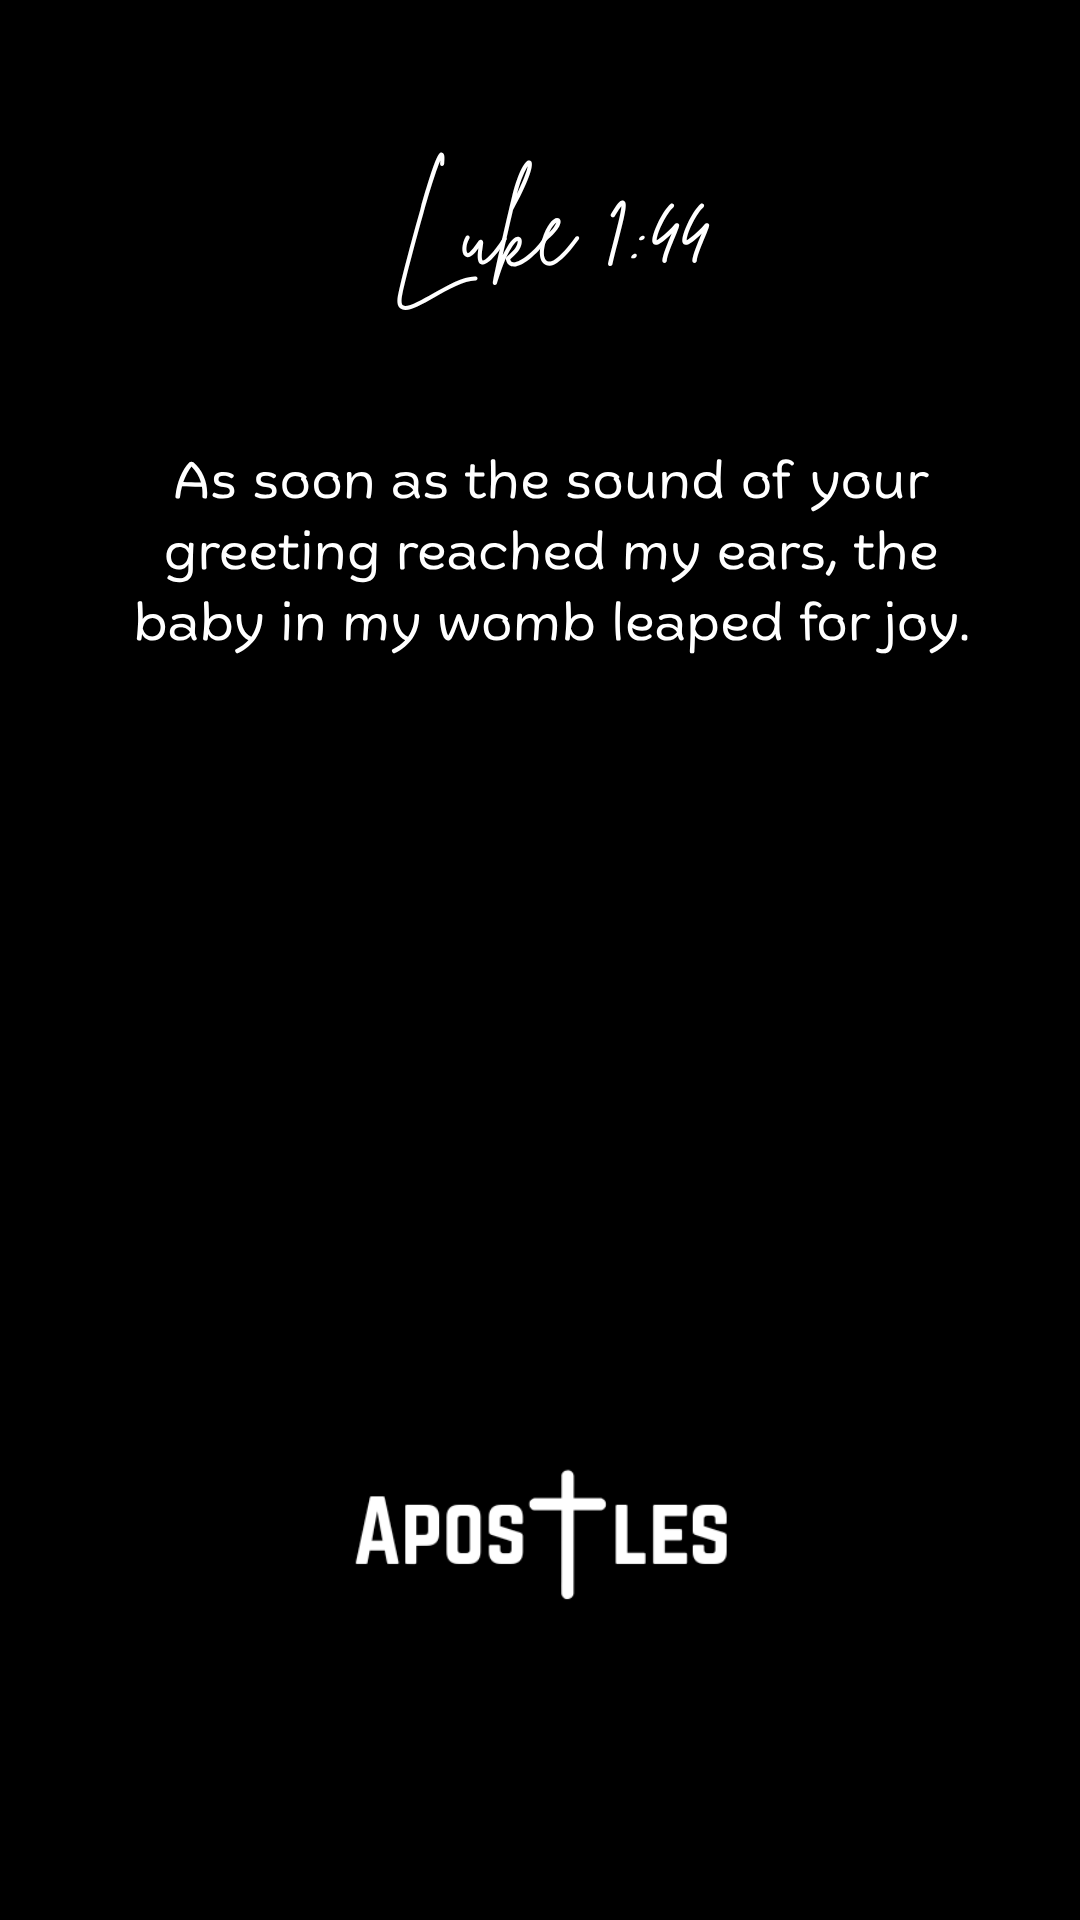 Luke 1:44
As soon as the sound of your
greeting reached my ears, the
baby in my womb leaped for joy.
APOSTLES